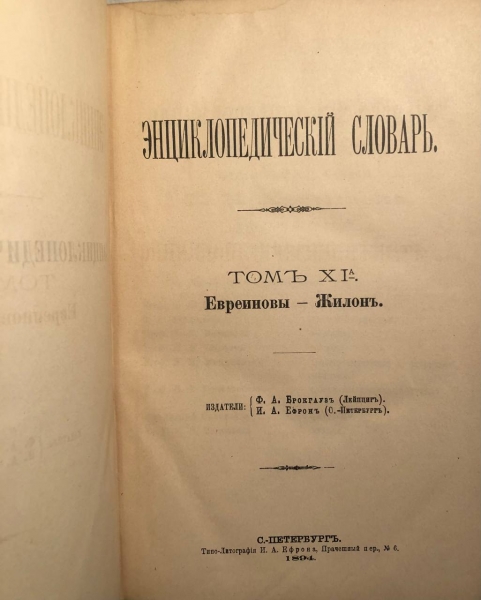 ЭНЦИКЛОПЕДИЧЕСКІЙ СЛОВАРЬ.
ТОМЪ XIА.
Евреиновы — Жилонъ.
ИЗДАТЕЛИ:
Ф. А. Брокгаузъ (Лейпцигъ).
И. А. Ефронъ (С.-Петербургъ).
С.-ПЕТЕРБУРГЪ.
Типо-Литографія И. А. Ефрона, Прачешный пер., № 6.
1894.